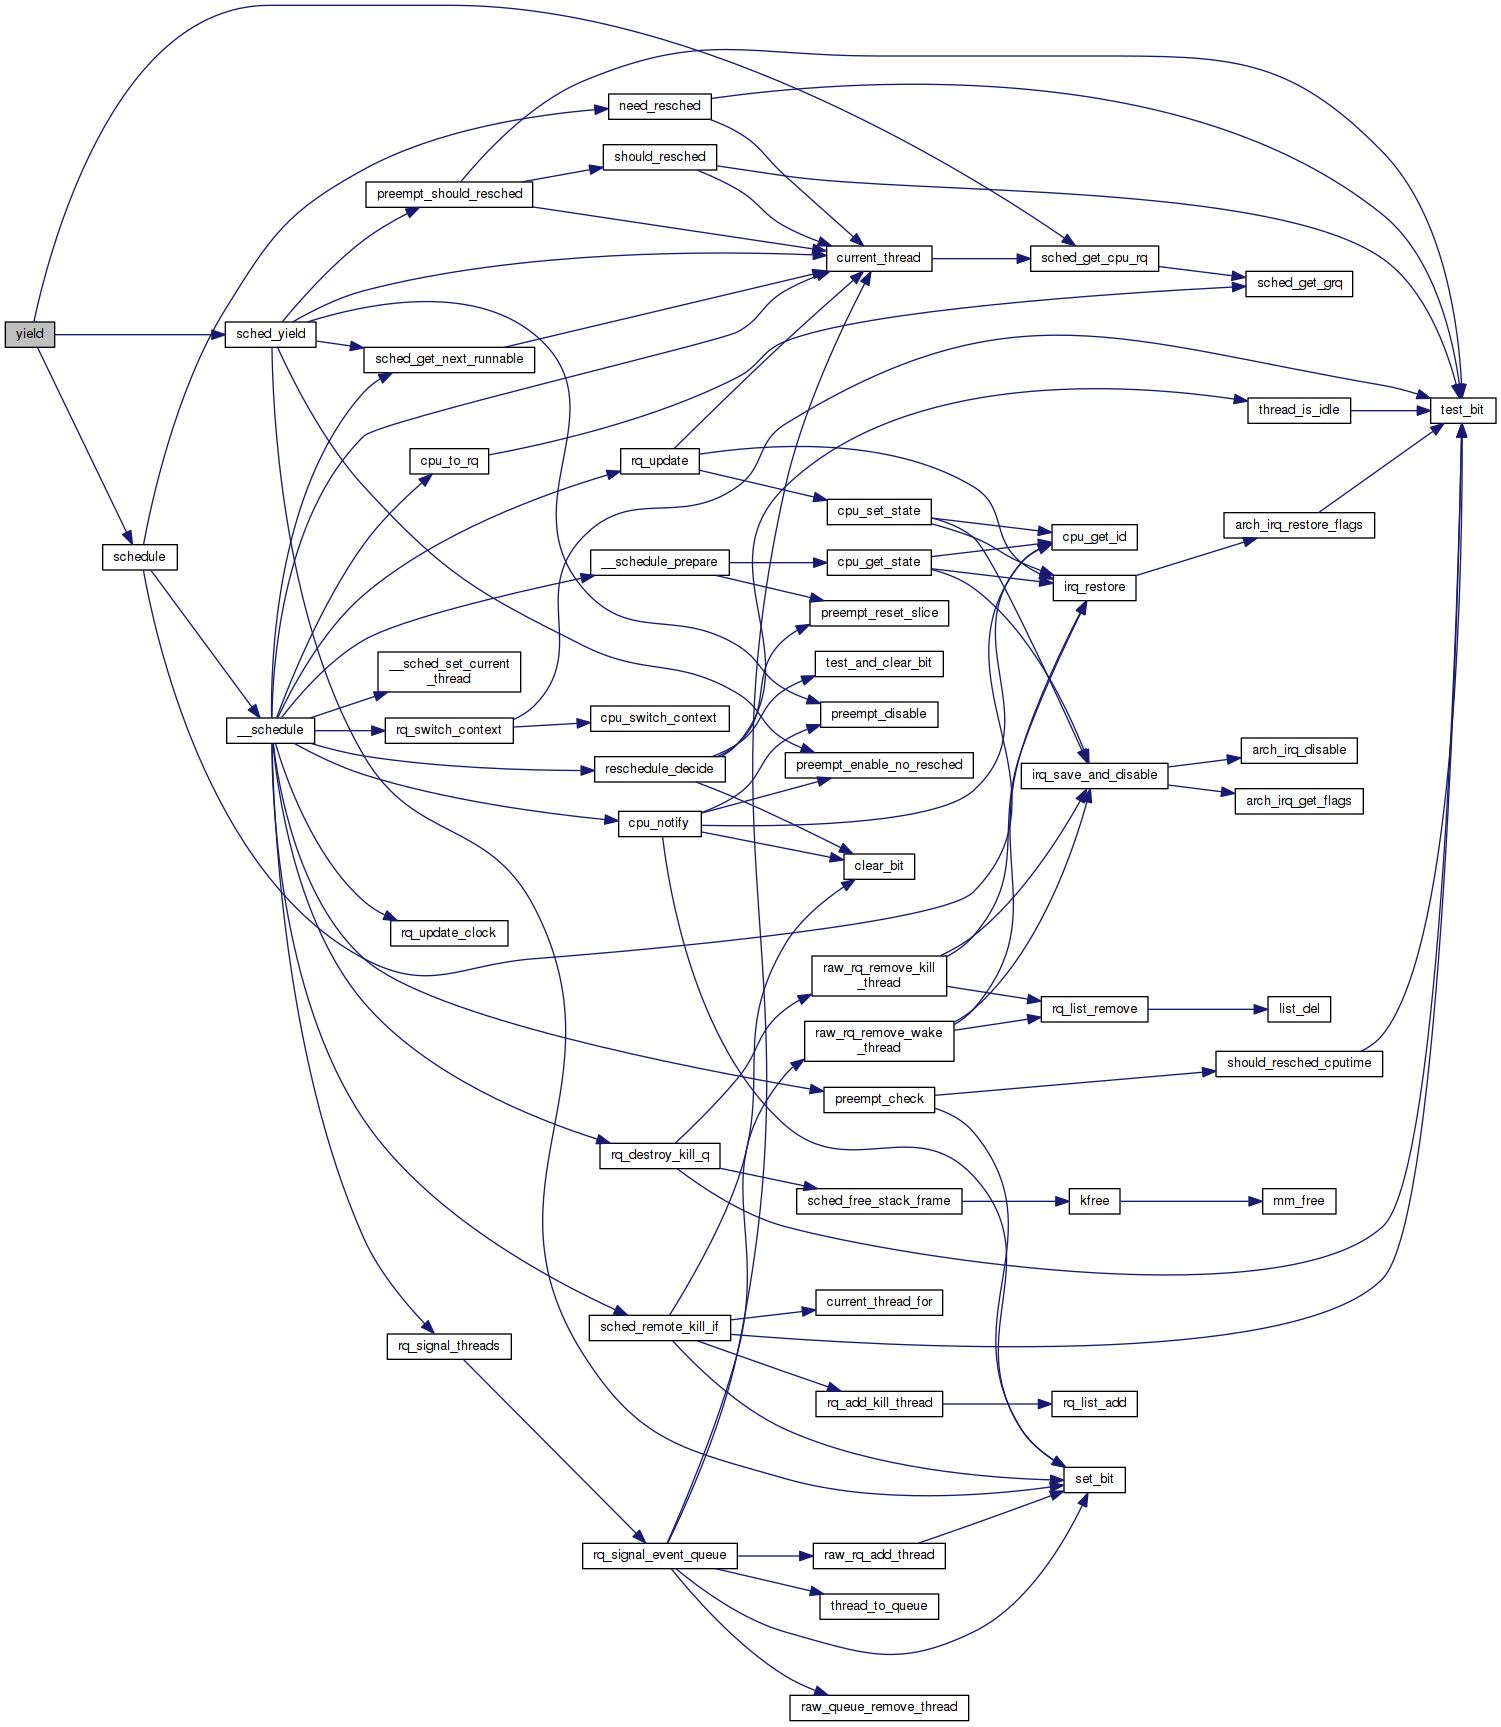 need_resched
should_resched
preempt_should_resched
current_thread
sched_get_cpu_rq
sched_get_grq
yield
sched_yield
sched_get_next_runnable
thread_is_idle
test_bit
cpu_to_rq
rq_update
cpu_set_state
arch_irq_restore_flags
cpu_get_id
schedule
__schedule_prepare
cpu_get_state
irq_restore
preempt_reset_slice
__sched_set_current
_thread
test_and_clear_bit
preempt_disable
cpu_switch_context
__schedule
rq_switch_context
arch_irq_disable
preempt_enable_no_resched
reschedule_decide
irq_save_and_disable
arch_irq_get_flags
cpu_notify
clear_bit
rq_update_clock
raw_rq_remove_kill
_thread
rq_list_remove
list_del
raw_rq_remove_wake
_thread
should_resched_cputime
preempt_check
rq_destroy_kill_q
sched_free_stack_frame
kfree
mm_free
current_thread_for
sched_remote_kill_if
rq_signal_threads
rq_add_kill_thread
rq_list_add
set_bit
rq_signal_event_queue
raw_rq_add_thread
thread_to_queue
raw_queue_remove_thread